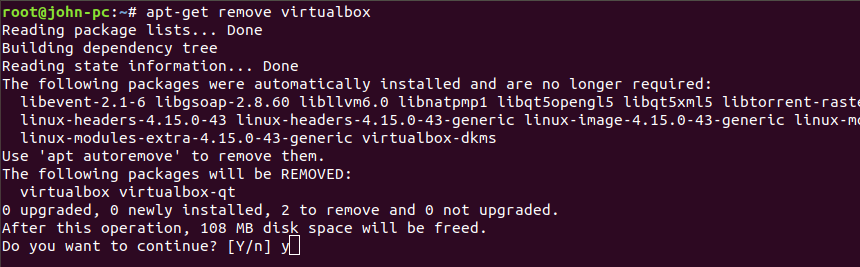 root@john-pc:~# apt-get remove virtualbox
Reading package lists... Done
Building dependency tree
Reading state information... Done
The following packages were automatically installed and are no longer required:
  libevent-2.1-6 libgsoap-2.8.60 libllvm6.0 libnatpmp1 libqt5opengl5 libqt5xml5 libtorrent-raste
  linux-headers-4.15.0-43 linux-headers-4.15.0-43-generic linux-image-4.15.0-43-generic linux-mo
  linux-modules-extra-4.15.0-43-generic virtualbox-dkms
Use 'apt autoremove' to remove them.
The following packages will be REMOVED:
  virtualbox virtualbox-qt
0 upgraded, 0 newly installed, 2 to remove and 0 not upgraded.
After this operation, 108 MB disk space will be freed.
Do you want to continue? [Y/n] y